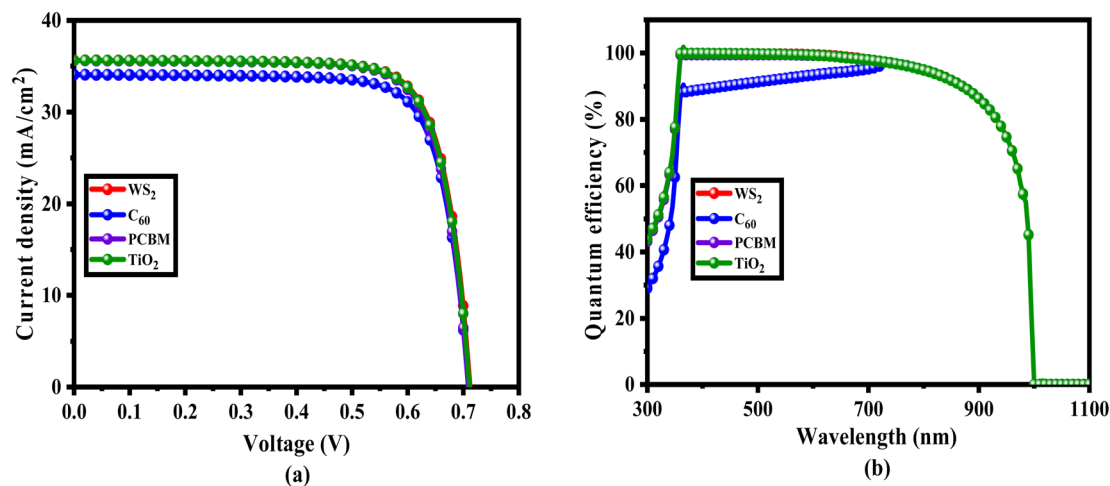 Current density (mA/cm²)
40
30
20
10
0
WS₂
C₆₀
PCBM
TiO₂
0.0 0.1 0.2 0.3 0.4 0.5 0.6 0.7 0.8
Voltage (V)
(a)
Quantum efficiency (%)
100
80
60
40
20
0
WS₂
C₆₀
PCBM
TiO₂
300 500 700 900 1100
Wavelength (nm)
(b)